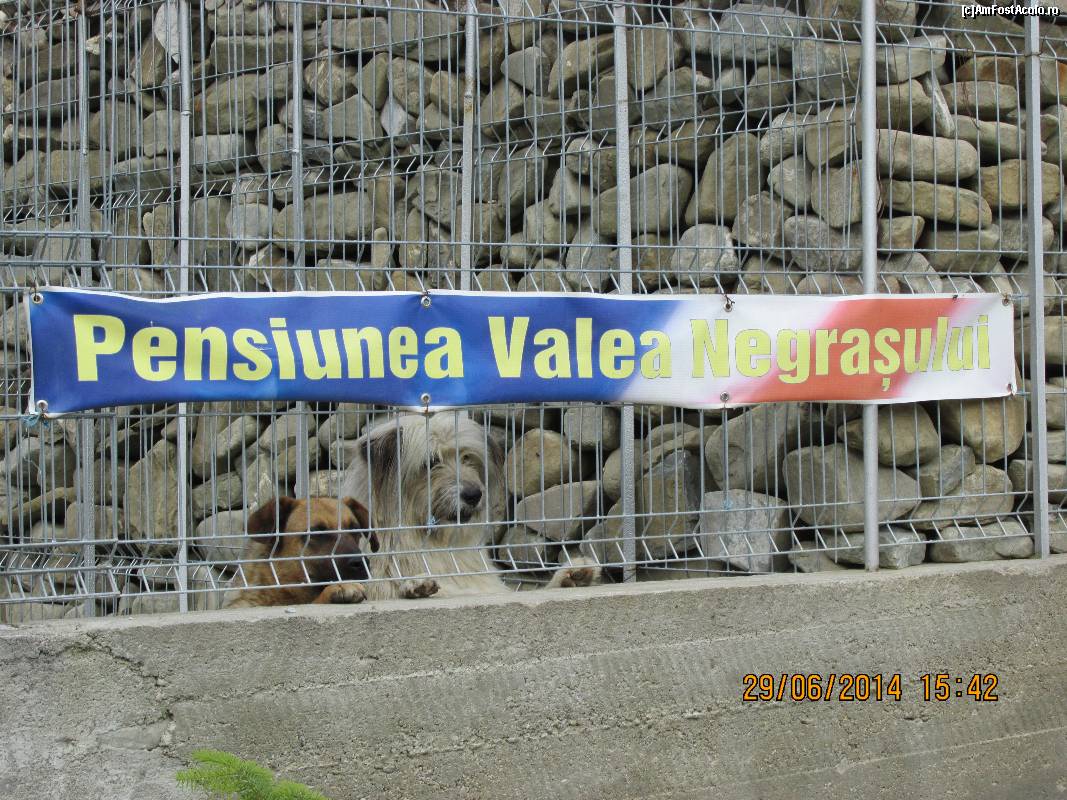 [c]AmFostAcolo.ro
Pensiunea Valea Negrașului
29/06/2014 15:42